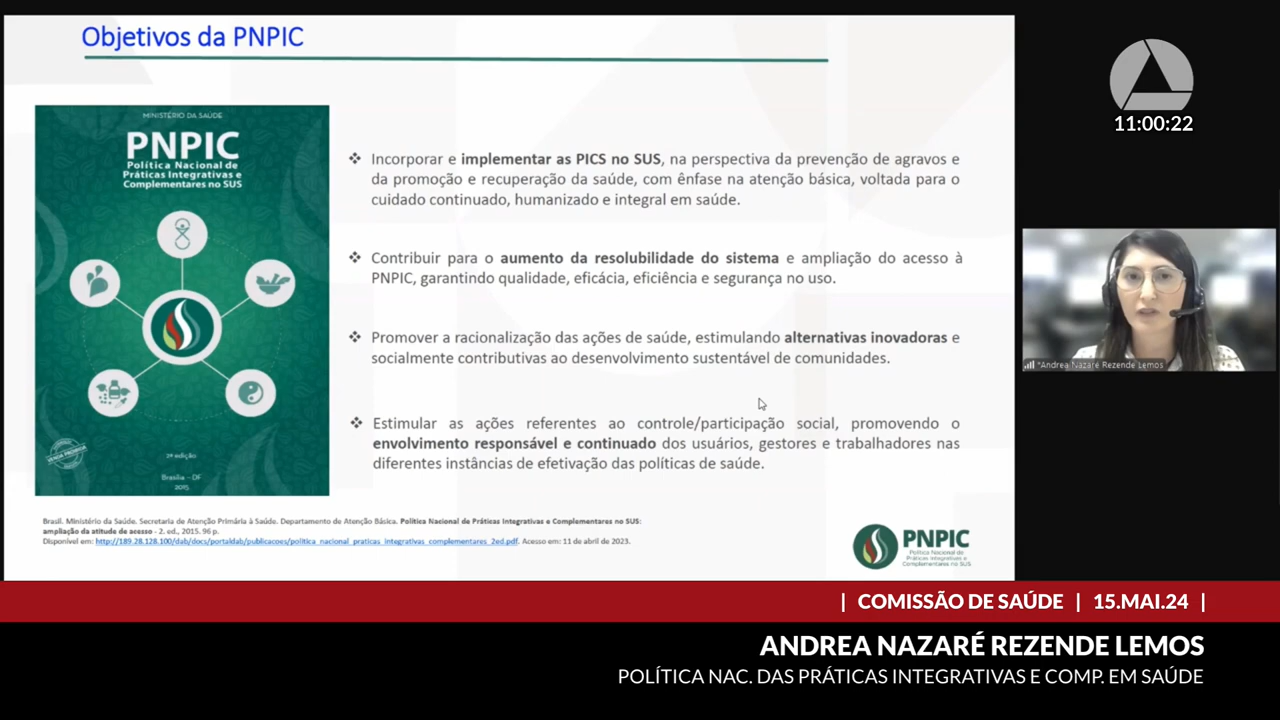 Objetivos da PNPIC
MINISTÉRIO DA SAÚDE
PNPIC
Política Nacional de
Práticas Integrativas e
Complementares no SUS
VENDA PROIBIDA
2ª edição
Brasília - DF
2015
❖ Incorporar e implementar as PICS no SUS, na perspectiva da prevenção de agravos e
da promoção e recuperação da saúde, com ênfase na atenção básica, voltada para o
cuidado continuado, humanizado e integral em saúde.
❖ Contribuir para o aumento da resolubilidade do sistema e ampliação do acesso à
PNPIC, garantindo qualidade, eficácia, eficiência e segurança no uso.
❖ Promover a racionalização das ações de saúde, estimulando alternativas inovadoras e
socialmente contributivas ao desenvolvimento sustentável de comunidades.
❖ Estimular as ações referentes ao controle/participação social, promovendo o
envolvimento responsável e continuado dos usuários, gestores e trabalhadores nas
diferentes instâncias de efetivação das políticas de saúde.
Brasil. Ministério da Saúde. Secretaria de Atenção Primária à Saúde. Departamento de Atenção Básica. Política Nacional de Práticas Integrativas e Complementares no SUS:
ampliação da atitude de acesso - 2. ed., 2015. 96 p.
Disponível em: http://189.28.128.100/dab/docs/portaldab/publicacoes/politica_nacional_praticas_integrativas_complementares_2ed.pdf. Acesso em: 11 de abril de 2023.
PNPIC
Política Nacional de
Práticas Integrativas e
Complementares no SUS
11:00:22
*Andrea Nazaré Rezende Lemos
| COMISSÃO DE SAÚDE | 15.MAI.24 |
ANDREA NAZARÉ REZENDE LEMOS
POLÍTICA NAC. DAS PRÁTICAS INTEGRATIVAS E COMP. EM SAÚDE